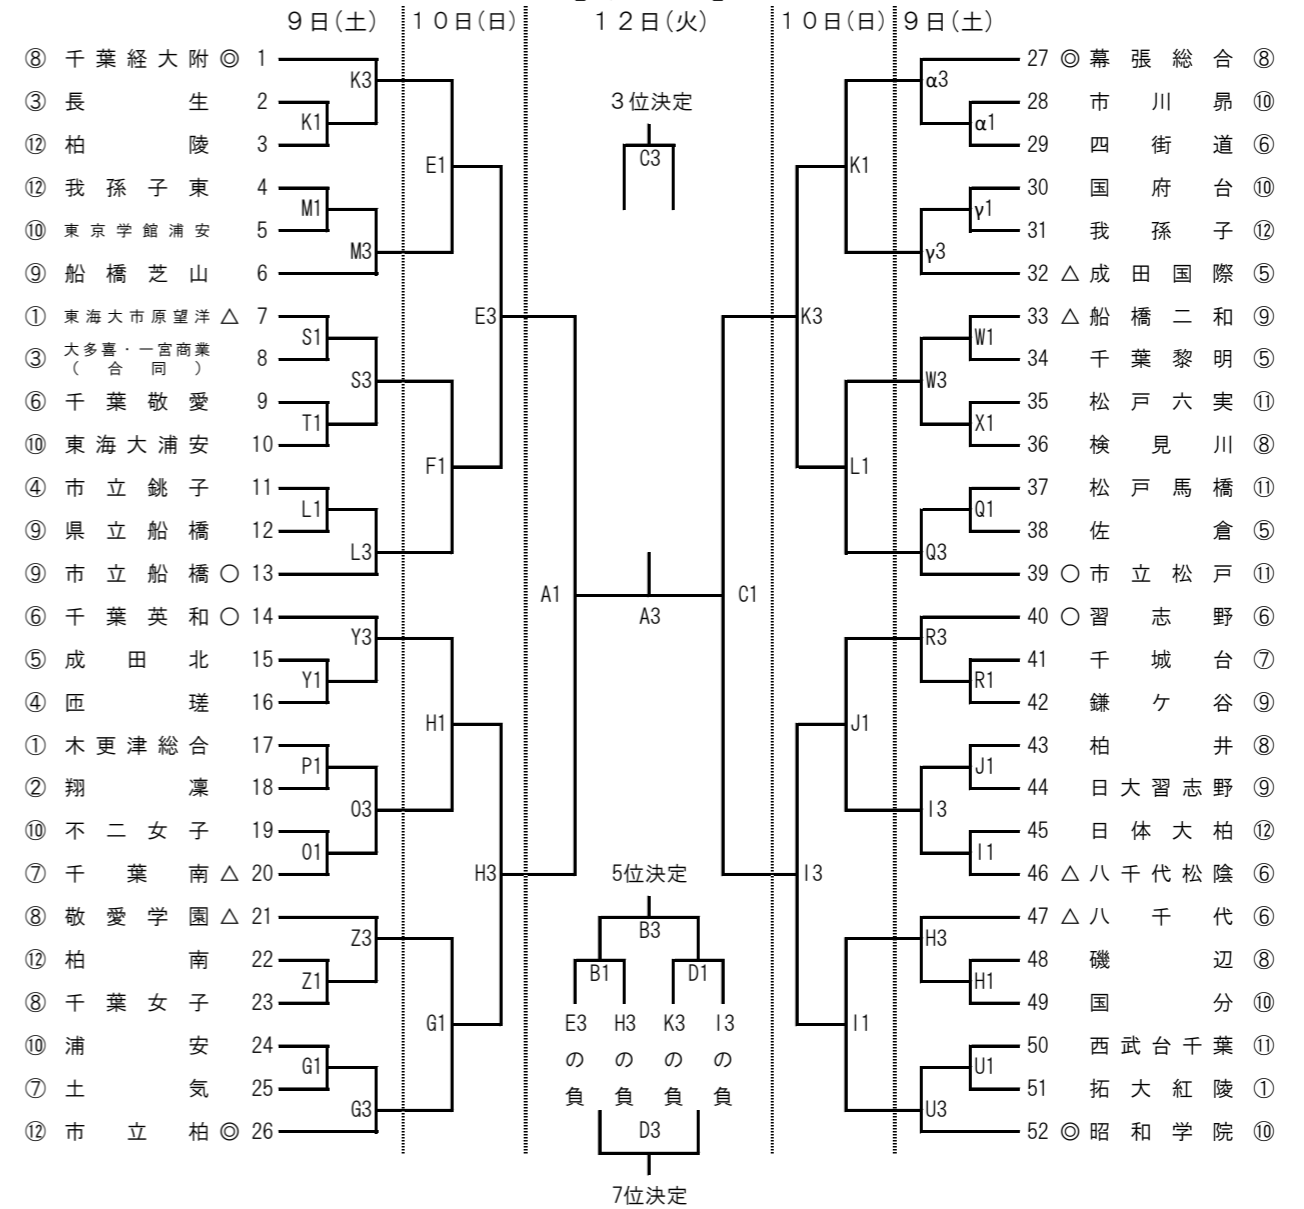 9日(土) 10日(日) 12日(火) 10日(日) 9日(土)
⑧ 千葉経大附 ◎ 1
③ 長生 2
⑫ 柏陵 3
⑫ 我孫子東 4
⑩ 東京学館浦安 5
⑨ 船橋芝山 6
① 東海大市原望洋 △ 7
③ 大多喜・一宮商業(合同) 8
⑥ 千葉敬愛 9
⑩ 東海大浦安 10
④ 市立銚子 11
⑨ 県立船橋 12
⑨ 市立船橋 ○ 13
⑥ 千葉英和 ○ 14
⑤ 成田北 15
④ 匝瑳 16
① 木更津総合 17
② 翔凜 18
⑩ 不二女子 19
⑦ 千葉南 △ 20
⑧ 敬愛学園 △ 21
⑫ 柏南 22
⑧ 千葉女子 23
⑩ 浦安 24
⑦ 土気 25
⑫ 市立柏 ◎ 26
K3
K1
M1
M3
S1
S3
T1
L1
L3
Y3
Y1
P1
O3
O1
Z3
Z1
G1
G3
E1
F1
H1
G1
E3
H3
A1
3位決定
C3
A3
C1
5位決定
B3
B1 D1
E3の負 H3の負 K3の負 I3の負
D3
7位決定
K3
I3
K1
L1
J1
I1
α3
α1
γ1
γ3
W1
W3
X1
Q1
Q3
R3
R1
J1
I3
I1
H3
H1
U1
U3
27 ◎ 幕張総合 ⑧
28 市川昴 ⑩
29 四街道 ⑥
30 国府台 ⑩
31 我孫子 ⑫
32 △ 成田国際 ⑤
33 △ 船橋二和 ⑨
34 千葉黎明 ⑤
35 松戸六実 ⑪
36 検見川 ⑧
37 松戸馬橋 ⑪
38 佐倉 ⑤
39 ○ 市立松戸 ⑪
40 ○ 習志野 ⑥
41 千城台 ⑦
42 鎌ケ谷 ⑨
43 柏井 ⑧
44 日大習志野 ⑨
45 日体大柏 ⑫
46 △ 八千代松陰 ⑥
47 △ 八千代 ⑥
48 磯辺 ⑧
49 国分 ⑩
50 西武台千葉 ⑪
51 拓大紅陵 ①
52 ◎ 昭和学院 ⑩